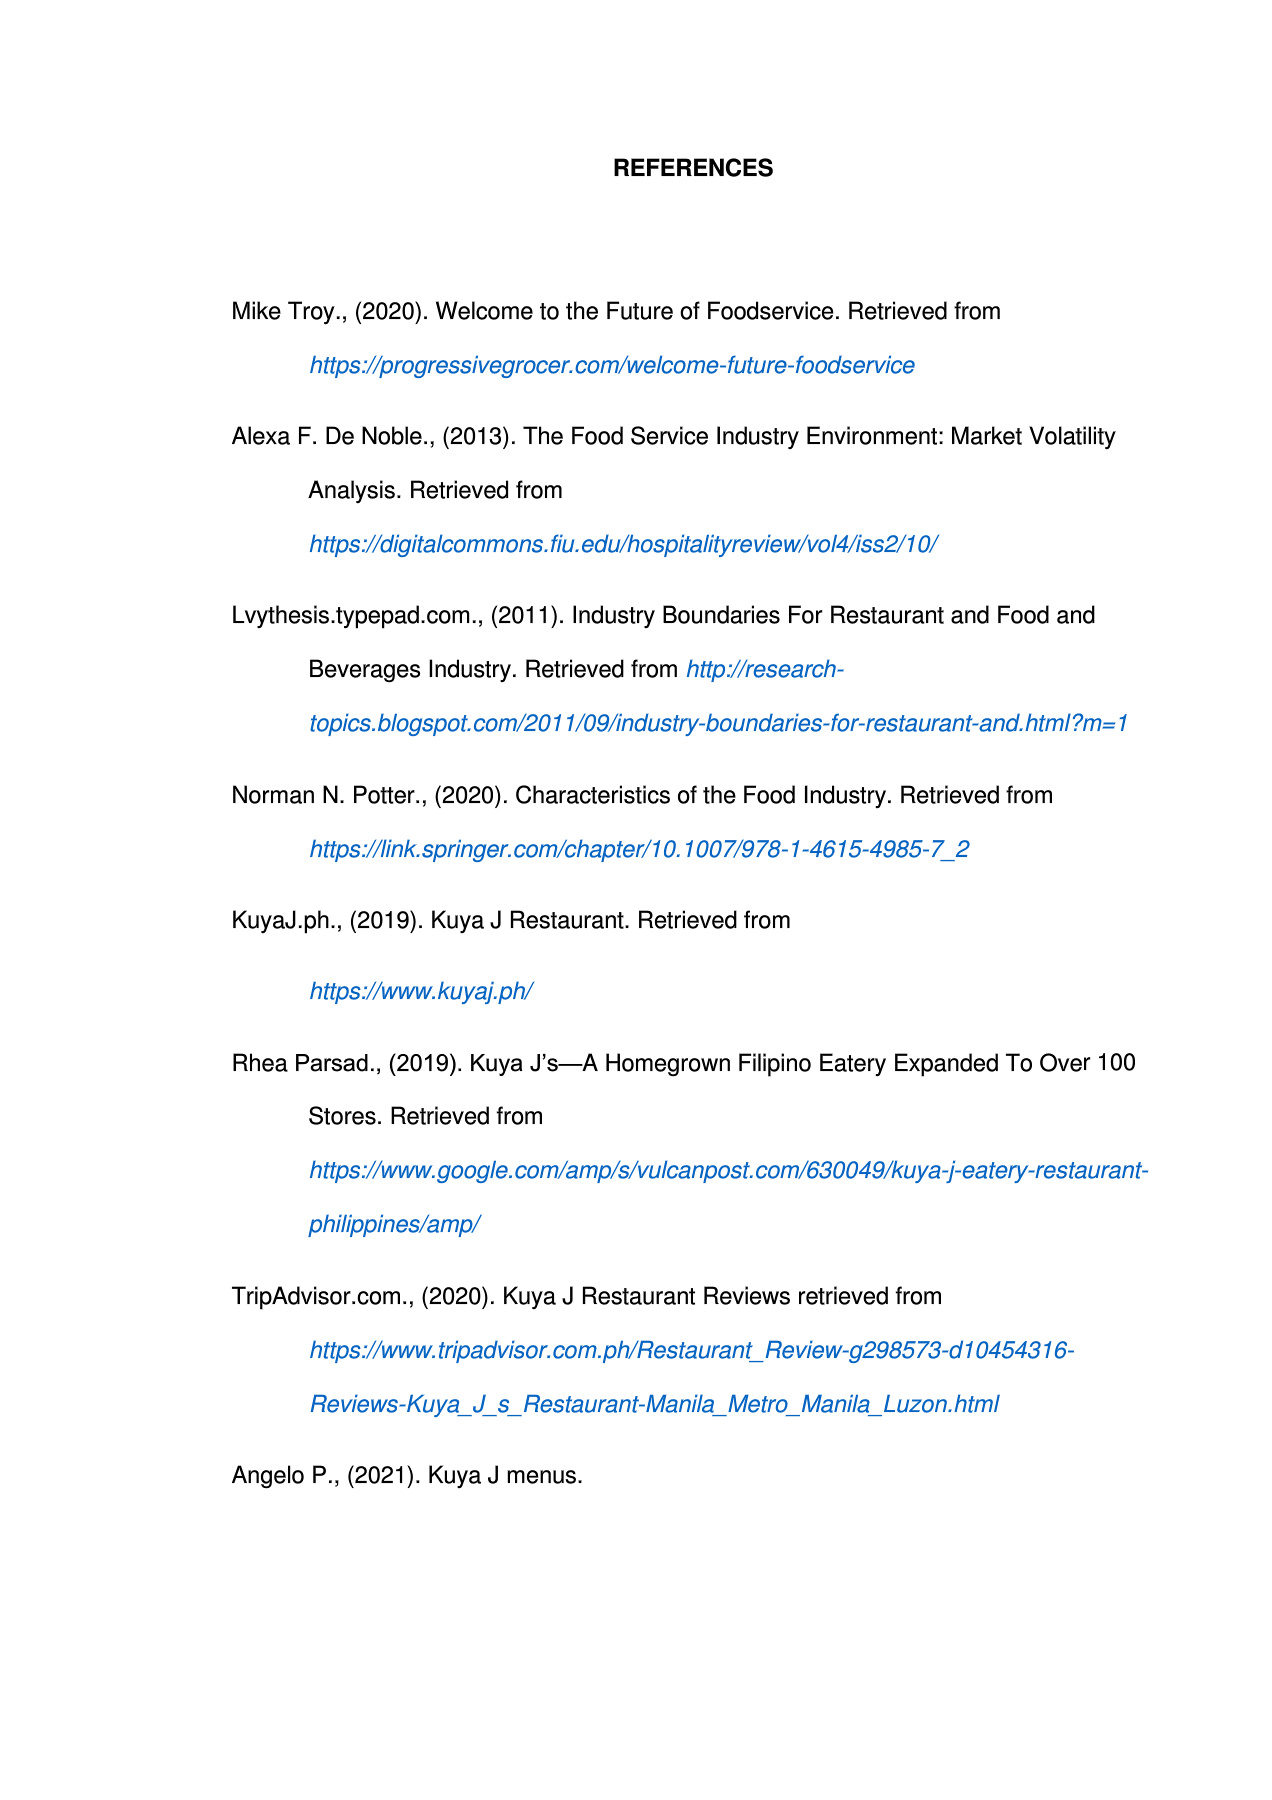 REFERENCES
Mike Troy., (2020). Welcome to the Future of Foodservice. Retrieved from
https://progressivegrocer.com/welcome-future-foodservice
Alexa F. De Noble., (2013). The Food Service Industry Environment: Market Volatility
Analysis. Retrieved from
https://digitalcommons.fiu.edu/hospitalityreview/vol4/iss2/10/
Lvythesis.typepad.com., (2011). Industry Boundaries For Restaurant and Food and
Beverages Industry. Retrieved from http://research-
topics.blogspot.com/2011/09/industry-boundaries-for-restaurant-and.html?m=1
Norman N. Potter., (2020). Characteristics of the Food Industry. Retrieved from
https://link.springer.com/chapter/10.1007/978-1-4615-4985-7_2
KuyaJ.ph., (2019). Kuya J Restaurant. Retrieved from
https://www.kuyaj.ph/
Rhea Parsad., (2019). Kuya J’s—A Homegrown Filipino Eatery Expanded To Over 100
Stores. Retrieved from
https://www.google.com/amp/s/vulcanpost.com/630049/kuya-j-eatery-restaurant-
philippines/amp/
TripAdvisor.com., (2020). Kuya J Restaurant Reviews retrieved from
https://www.tripadvisor.com.ph/Restaurant_Review-g298573-d10454316-
Reviews-Kuya_J_s_Restaurant-Manila_Metro_Manila_Luzon.html
Angelo P., (2021). Kuya J menus.